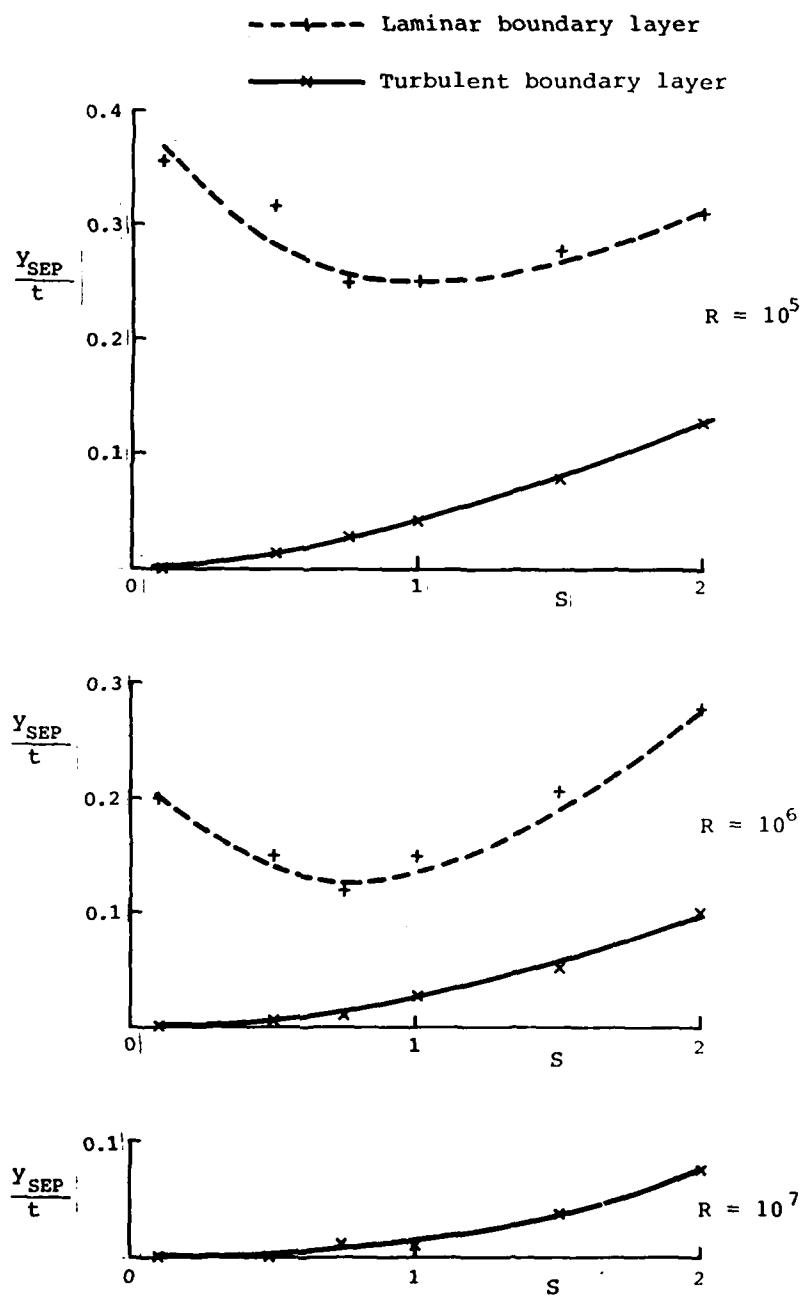 Laminar boundary layer
Turbulent boundary layer
0.4
0.3
0.2
0.1
y_SEP
t
R = 10^5
0
1
S
2
0.3
0.2
0.1
y_SEP
t
R = 10^6
0
1
S
2
0.1
y_SEP
t
R = 10^7
0
1
S
2